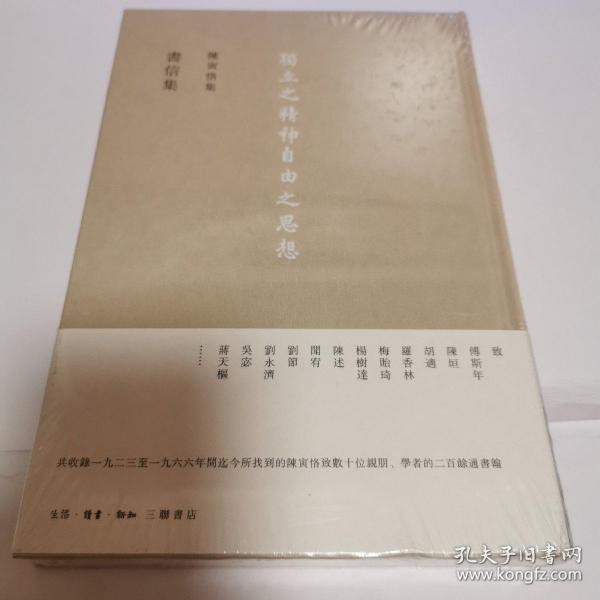 獨立之精神自由之思想
陳寅恪集
書信集
致
傅斯年
陳垣
胡適
羅香林
梅貽琦
楊樹達
陳述
聞宥
劉節
劉永濟
吳宓
蔣天樞
……
共收錄一九二三至一九六六年間迄今所找到的陳寅恪致數十位親朋、學者的二百餘通書翰
生活·讀書·新知 三聯書店
孔夫子旧书网
www.kongfz.com